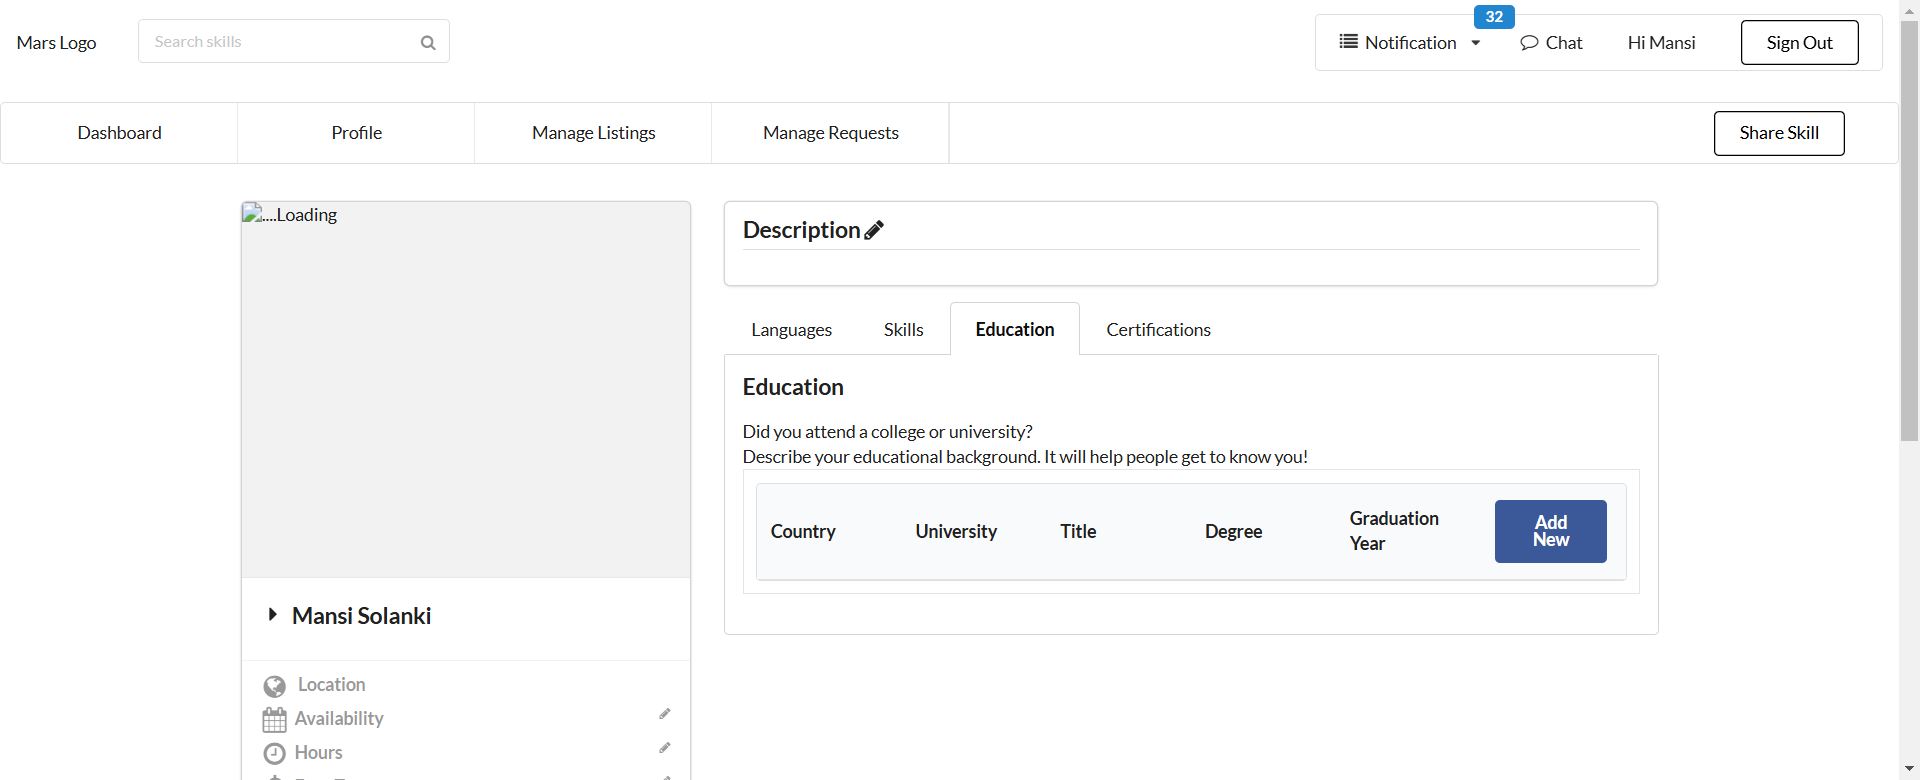 Mars Logo
Search skills
32
Notification
Chat
Hi Mansi
Sign Out
Dashboard
Profile
Manage Listings
Manage Requests
Share Skill
....Loading
Mansi Solanki
Location
Availability
Hours
Description
Languages
Skills
Education
Certifications
Education
Did you attend a college or university?
Describe your educational background. It will help people get to know you!
Country
University
Title
Degree
Graduation
Year
Add
New